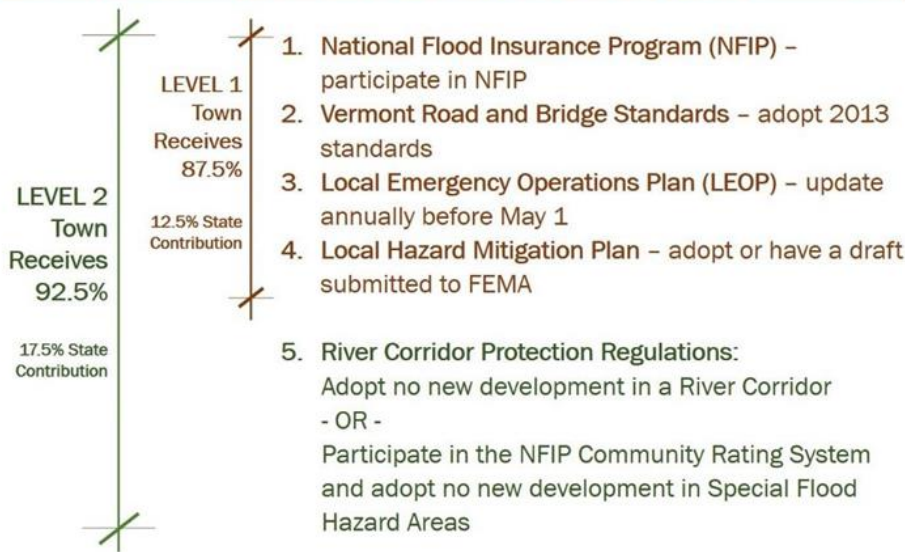 LEVEL 2
Town
Receives
92.5%
17.5% State
Contribution
LEVEL 1
Town
Receives
87.5%
12.5% State
Contribution
1. National Flood Insurance Program (NFIP) –
participate in NFIP
2. Vermont Road and Bridge Standards – adopt 2013
standards
3. Local Emergency Operations Plan (LEOP) – update
annually before May 1
4. Local Hazard Mitigation Plan – adopt or have a draft
submitted to FEMA
5. River Corridor Protection Regulations:
Adopt no new development in a River Corridor
- OR -
Participate in the NFIP Community Rating System
and adopt no new development in Special Flood
Hazard Areas